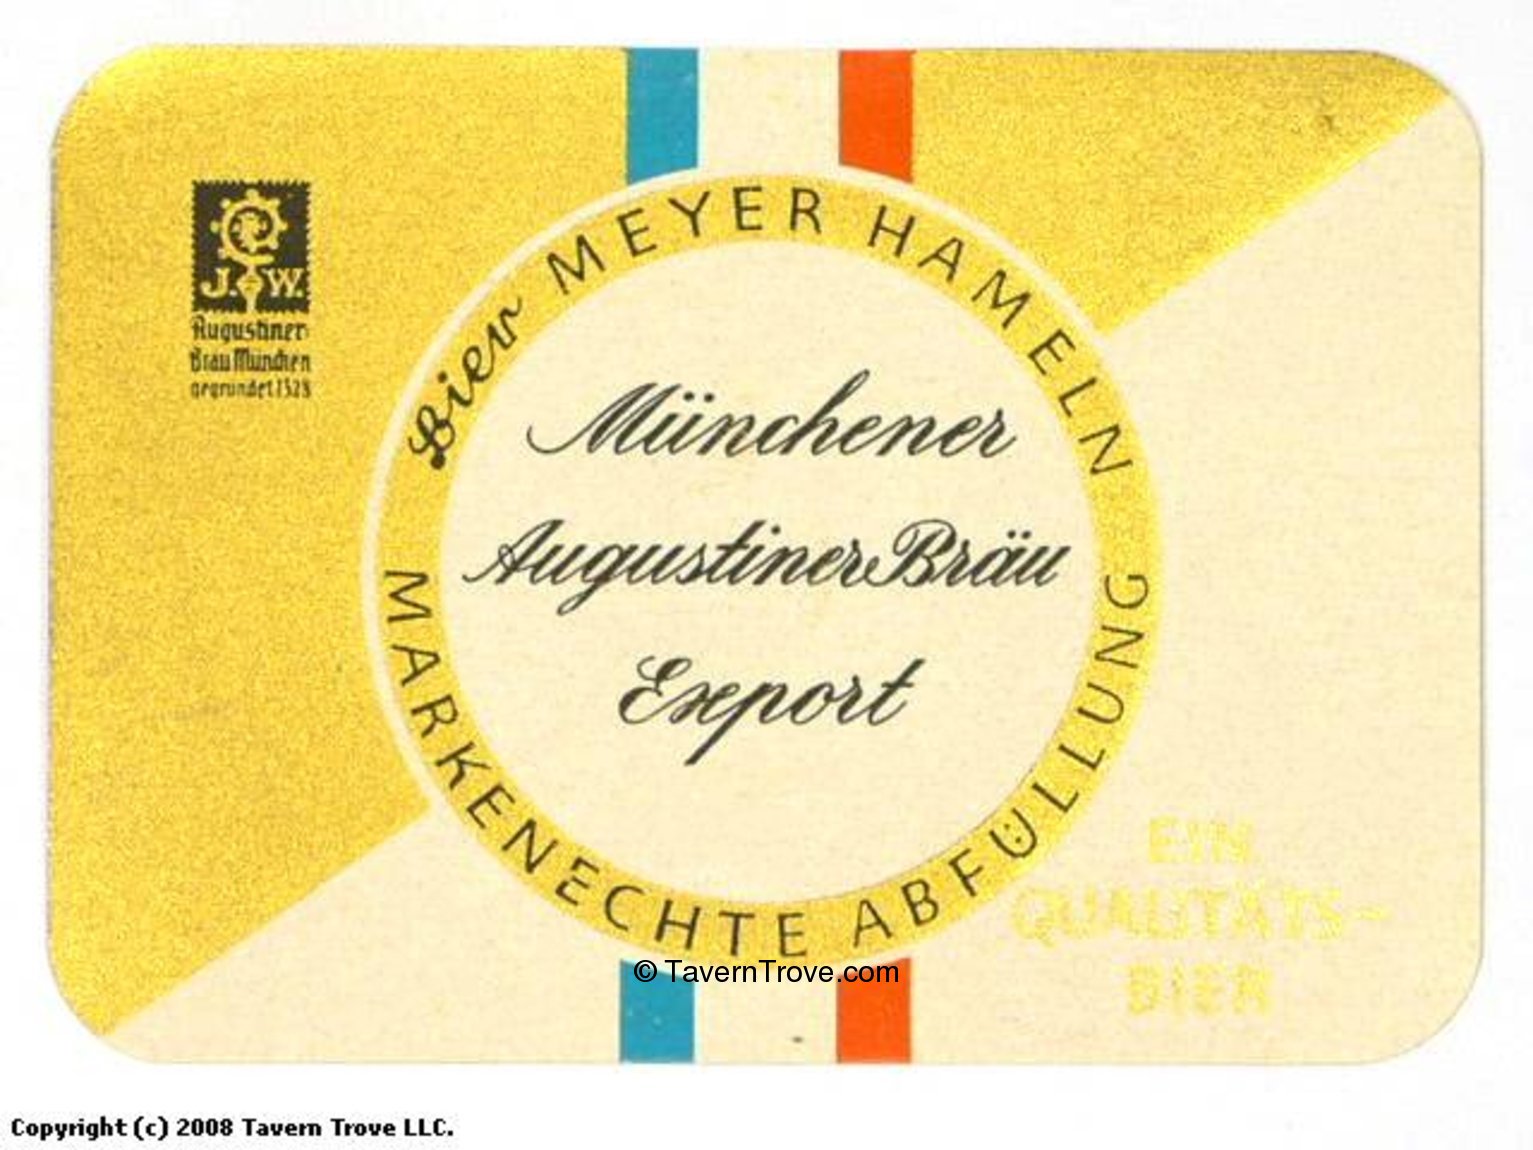 J. W.
Augustiner
Bräu München
gegründet 1328
Bier MEYER HAMELN
Münchener
Augustiner Bräu
Export
MARKENECHTE ABFÜLLUNG
EIN
QUALITÄTS-
BIER
© TavernTrove.com
Copyright (c) 2008 Tavern Trove LLC.